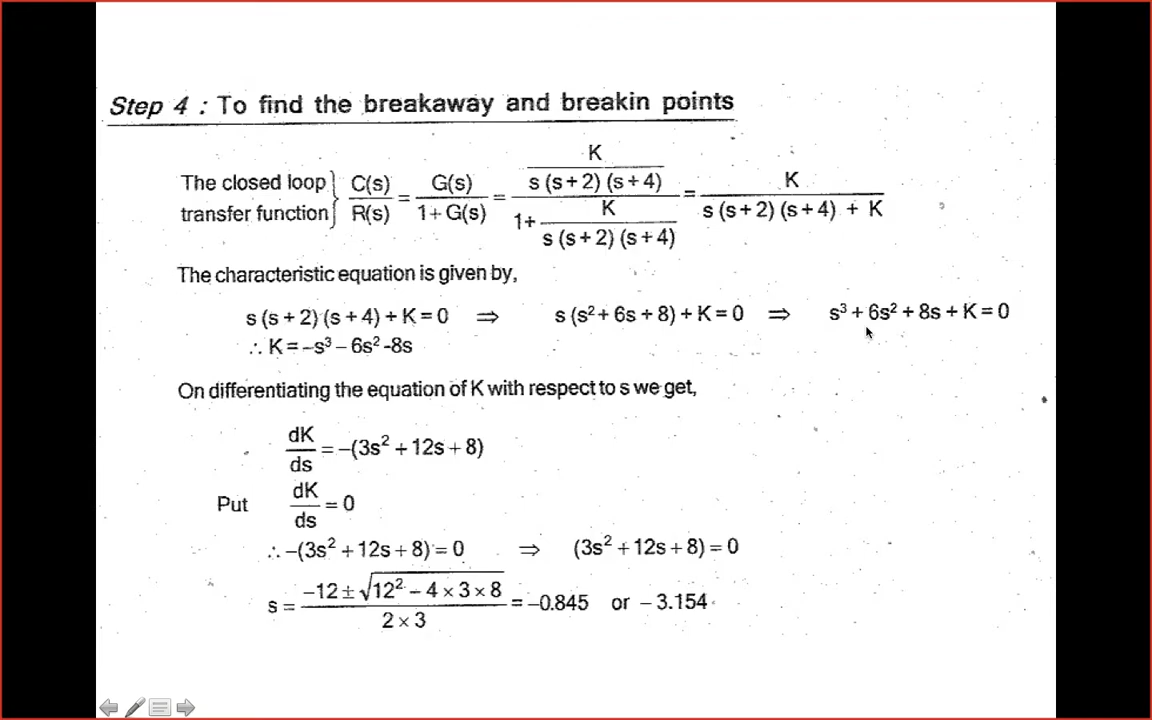 Step 4 : To find the breakaway and breakin points
The closed loop transfer function} C(s)/R(s) = G(s)/(1+G(s)) = (K/(s (s+2) (s+4)))/(1+ K/(s (s+2) (s+4))) = K/(s (s+2) (s+4) + K)
The characteristic equation is given by,
s (s + 2) (s + 4) + K = 0 ⇒ s (s² + 6s + 8) + K = 0 ⇒ s³ + 6s² + 8s + K = 0
∴ K = –s³ – 6s² -8s
On differentiating the equation of K with respect to s we get,
dK/ds = –(3s² + 12s + 8)
Put dK/ds = 0
∴ –(3s² + 12s + 8) = 0 ⇒ (3s² + 12s + 8) = 0
s = (–12 ± √(12² – 4 × 3 × 8))/(2 × 3) = –0.845 or – 3.154